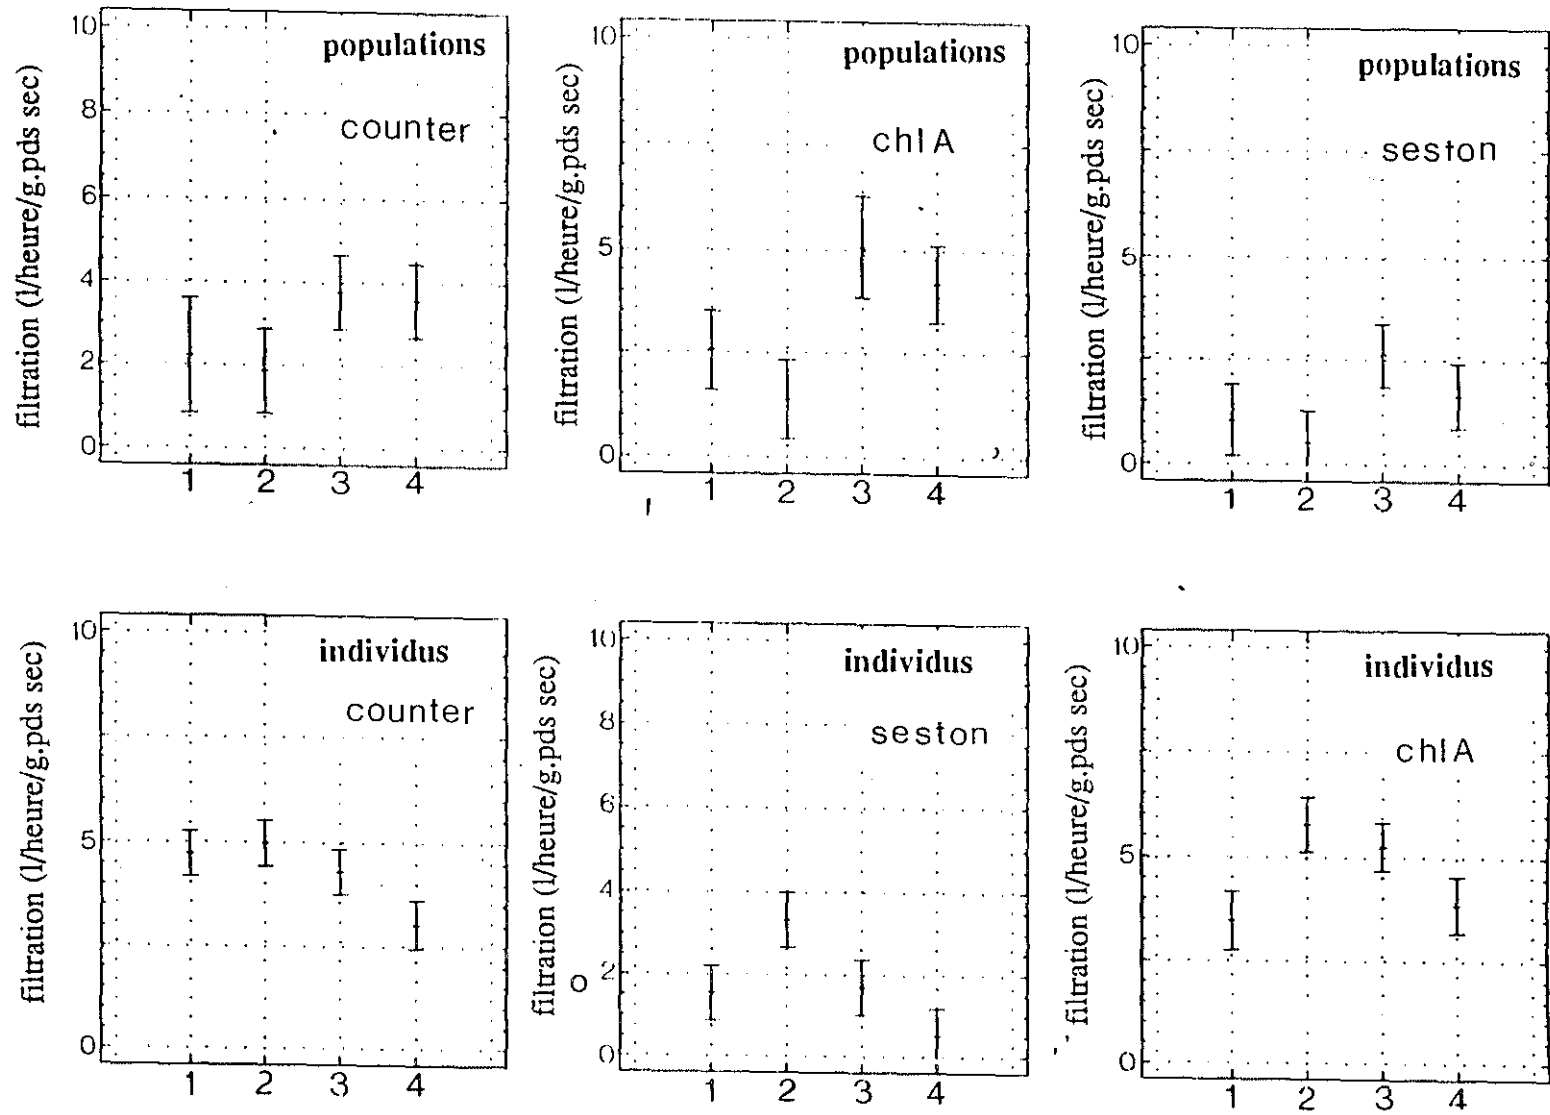 filtration (l/heure/g.pds sec)
10
8
6
4
2
0
populations
counter
1 2 3 4
filtration (l/heure/g.pds sec)
10
5
0
populations
chl A
1 2 3 4
filtration (l/heure/g.pds sec)
10
5
0
populations
seston
1 2 3 4
filtration (l/heure/g.pds sec)
10
5
0
individus
counter
1 2 3 4
filtration (l/heure/g.pds sec)
10
8
6
4
2
0
individus
seston
1 2 3 4
filtration (l/heure/g.pds sec)
10
5
0
individus
chl A
1 2 3 4